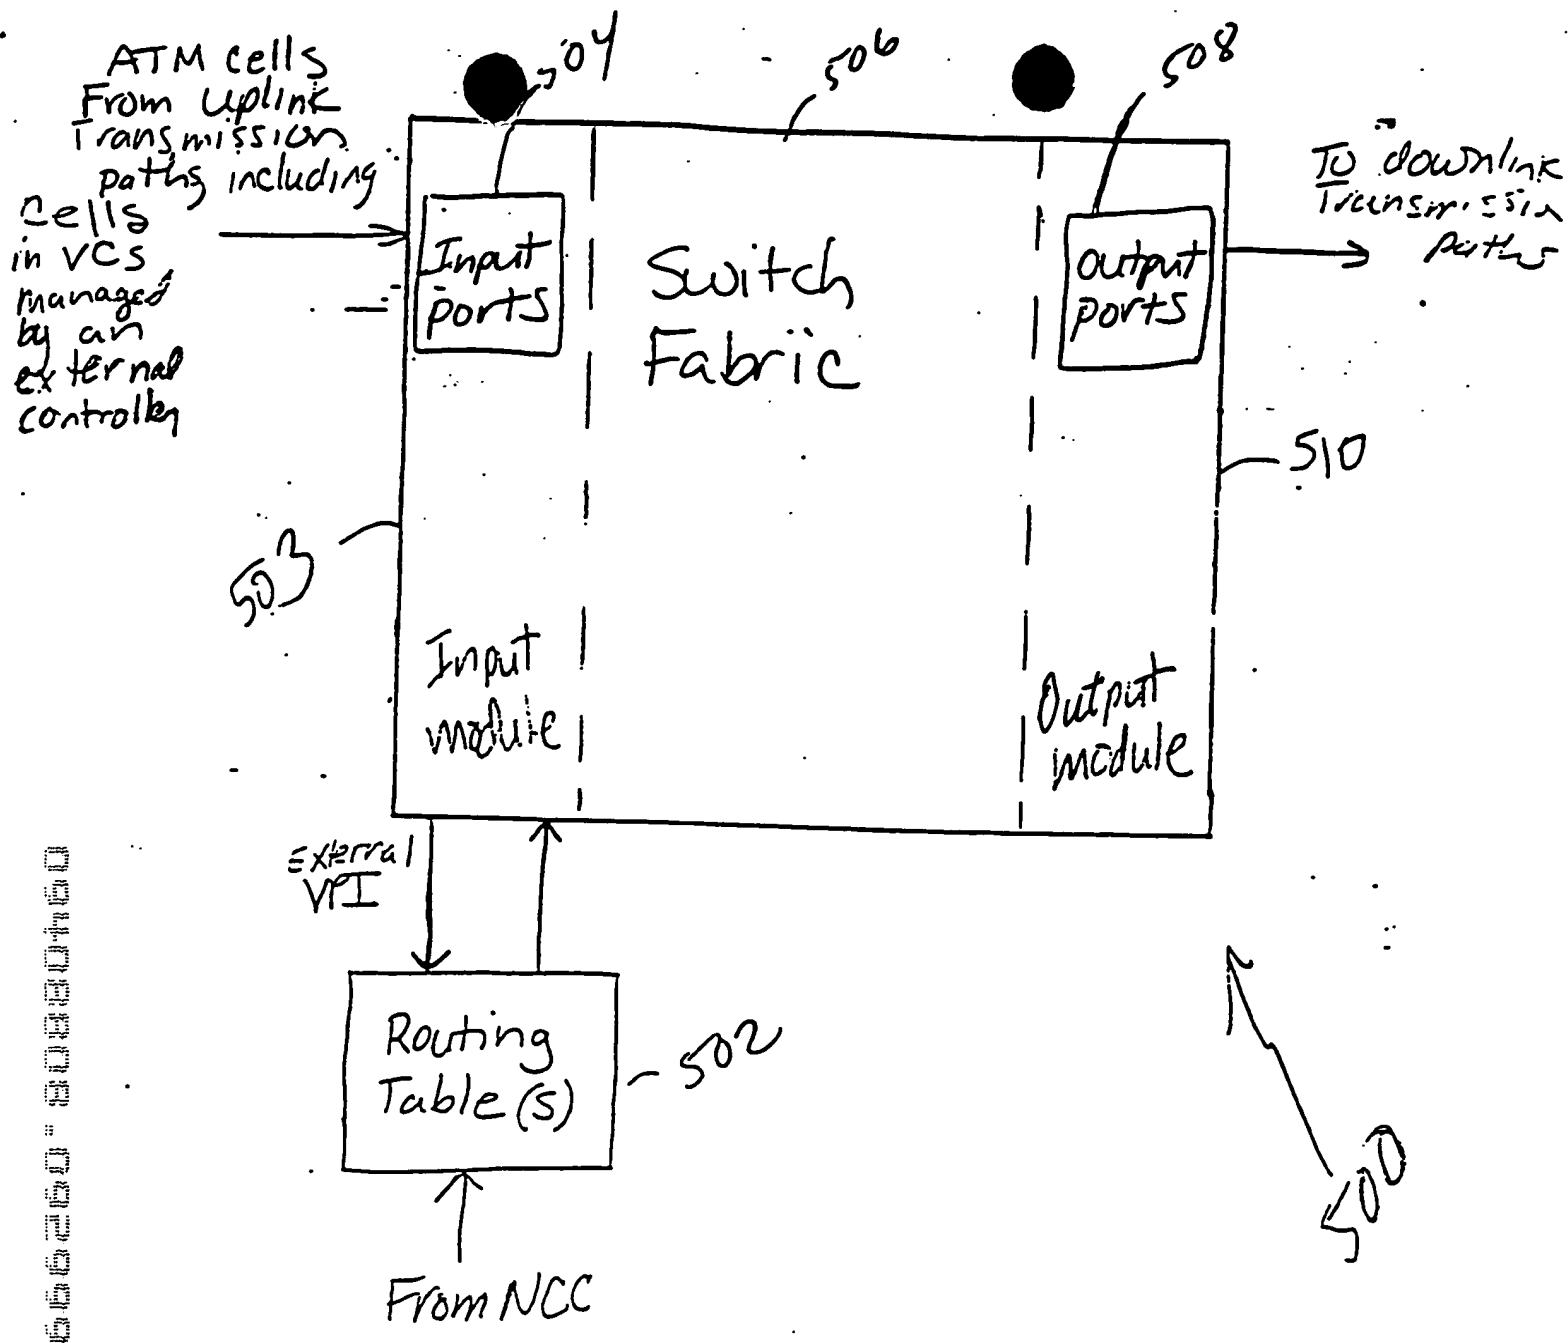 ATM cells
From uplink
Transmission
paths including
cells
in VCs
managed
by an
external
controller
504
506
508
To downlink
Transmission
paths
Input
ports
Switch
Fabric
output
ports
510
503
Input
module
Output
module
External
VPI
Routing
Table(s)
502
From NCC
500
09408808.092999